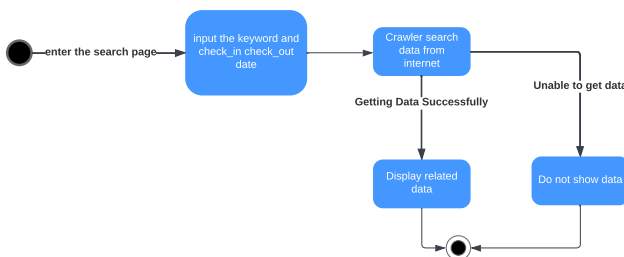 enter the search page
input the keyword and
check_in check_out
date
Crawler search
data from
internet
Getting Data Successfully
Unable to get data
Display related
data
Do not show data